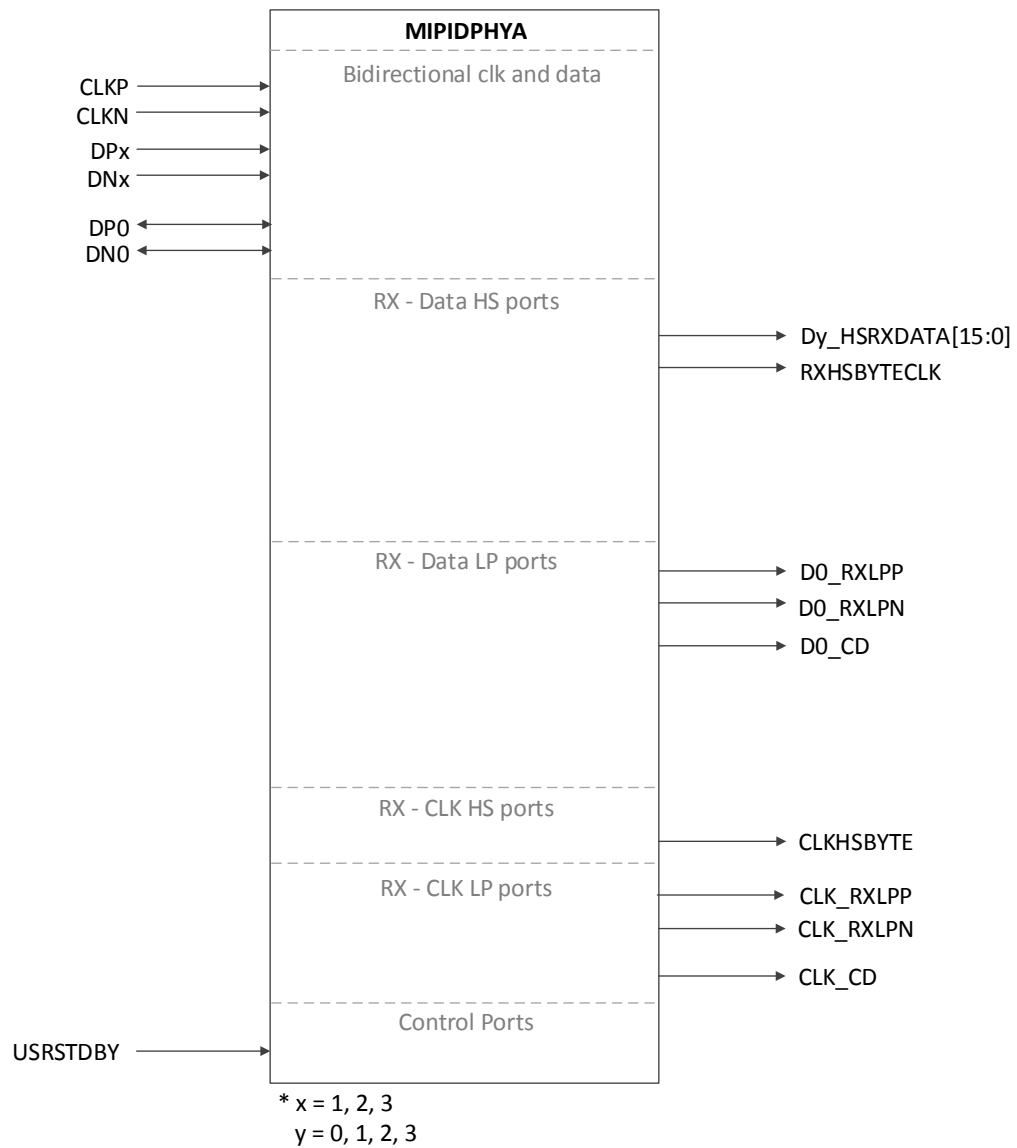 MIPIDPHYA
Bidirectional clk and data
CLKP
CLKN
DPx
DNx
DP0
DN0
RX - Data HS ports
Dy_HSRXDATA[15:0]
RXHSBYTECLK
RX - Data LP ports
D0_RXLPP
D0_RXLPN
D0_CD
RX - CLK HS ports
CLKHSBYTE
RX - CLK LP ports
CLK_RXLPP
CLK_RXLPN
CLK_CD
Control Ports
USRSTDBY
* x = 1, 2, 3
y = 0, 1, 2, 3